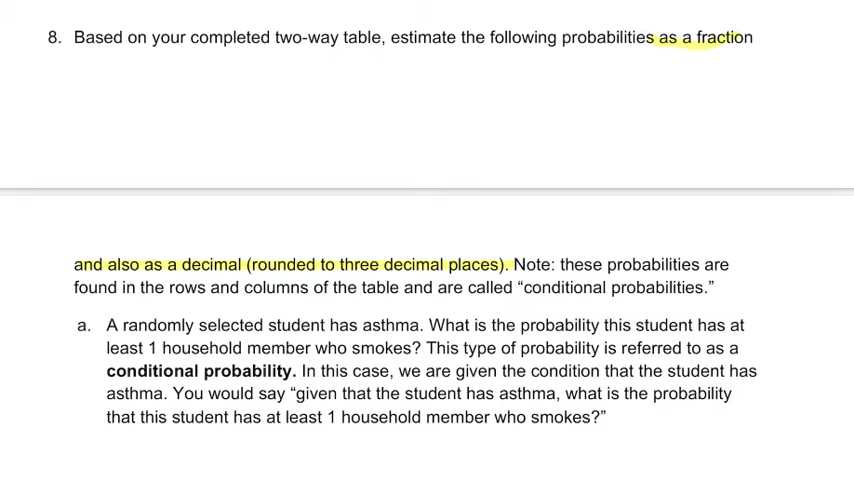 8. Based on your completed two-way table, estimate the following probabilities as a fraction
and also as a decimal (rounded to three decimal places). Note: these probabilities are
found in the rows and columns of the table and are called “conditional probabilities.”
a. A randomly selected student has asthma. What is the probability this student has at
least 1 household member who smokes? This type of probability is referred to as a
conditional probability. In this case, we are given the condition that the student has
asthma. You would say “given that the student has asthma, what is the probability
that this student has at least 1 household member who smokes?”